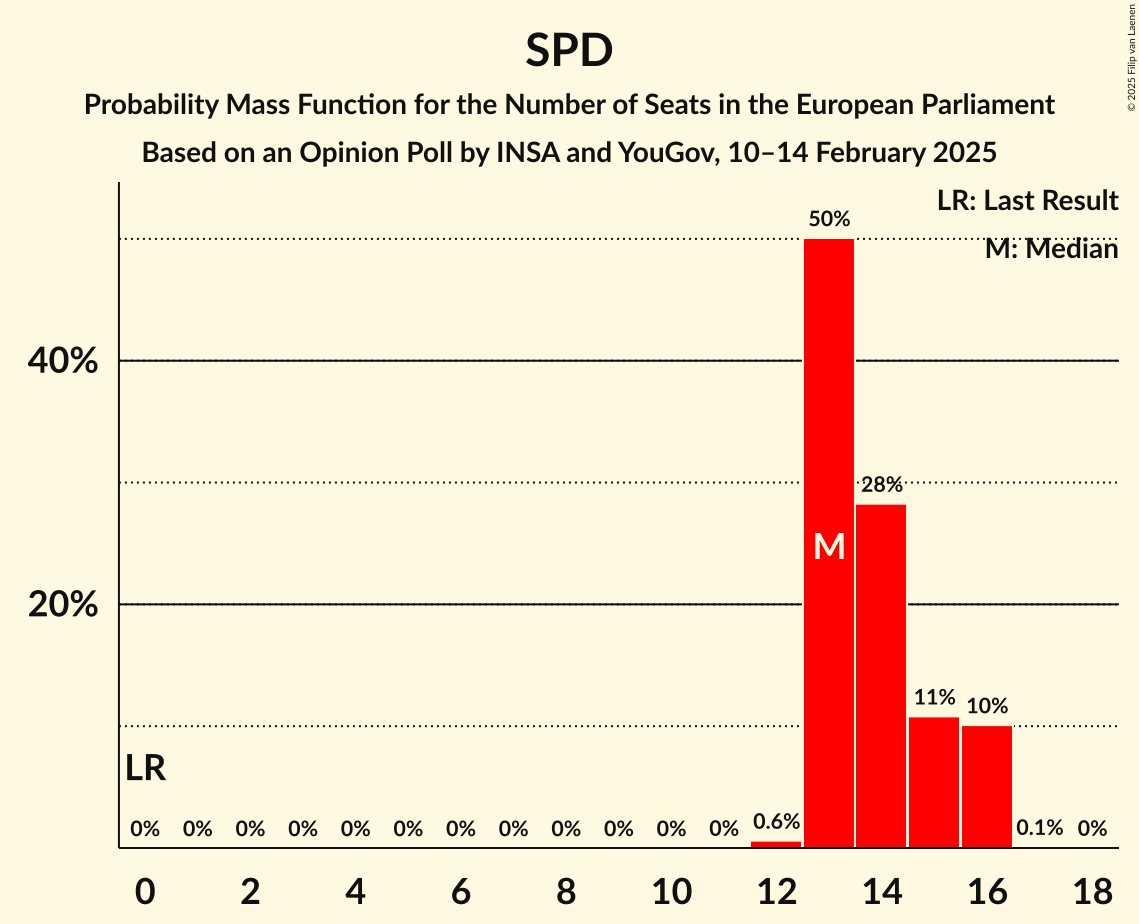 SPD
Probability Mass Function for the Number of Seats in the European Parliament
Based on an Opinion Poll by INSA and YouGov, 10–14 February 2025
© 2025 Filip van Laenen
LR: Last Result
M: Median
50%
40%
28%
M
20%
11%
10%
LR
0% 0% 0% 0% 0% 0% 0% 0% 0% 0% 0% 0% 0.6% 0.1% 0%
0 2 4 6 8 10 12 14 16 18